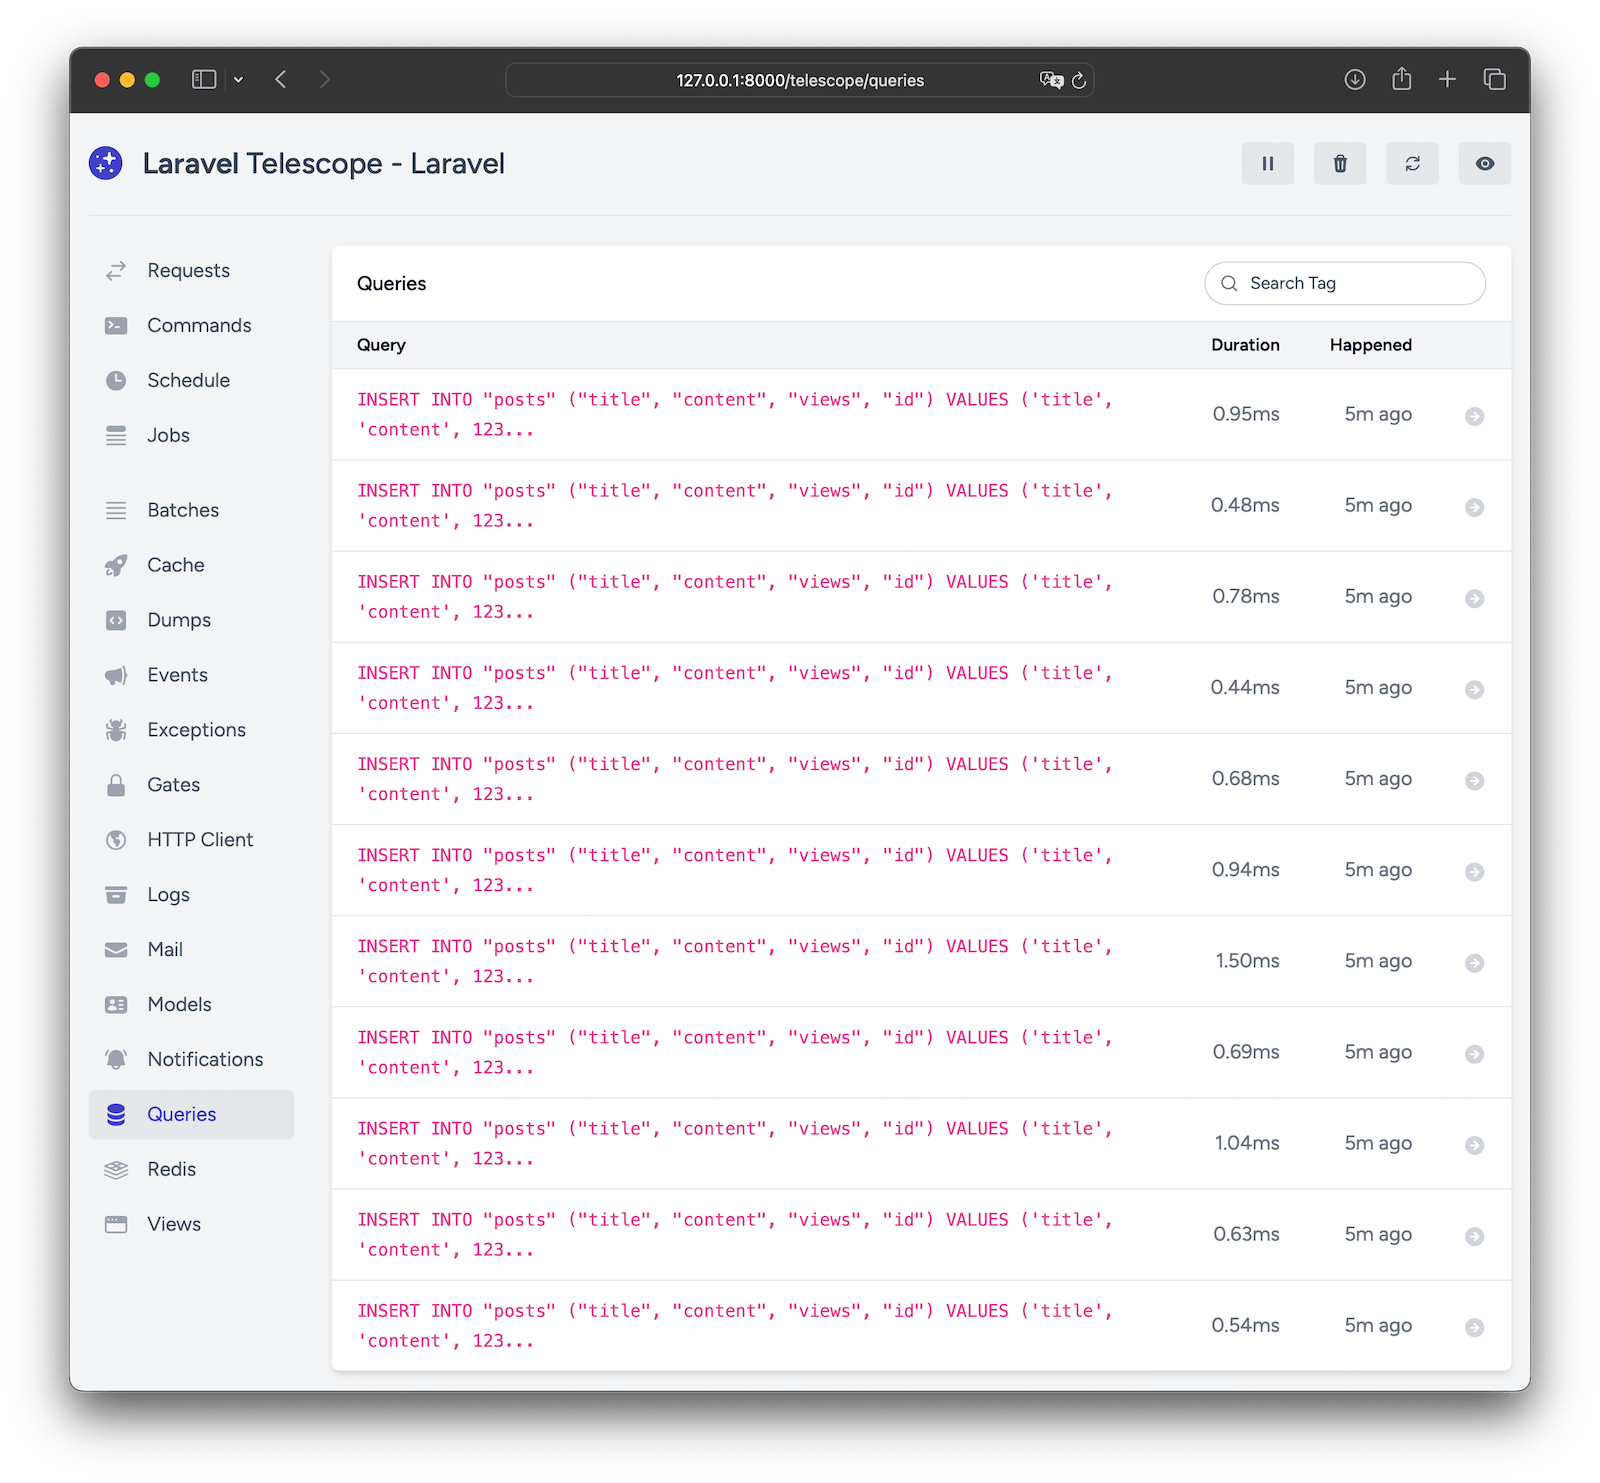 127.0.0.1:8000/telescope/queries
Laravel Telescope - Laravel
Requests
Commands
Schedule
Jobs
Batches
Cache
Dumps
Events
Exceptions
Gates
HTTP Client
Logs
Mail
Models
Notifications
Queries
Redis
Views
Queries
Search Tag
Query Duration Happened
INSERT INTO "posts" ("title", "content", "views", "id") VALUES ('title',
'content', 123...
0.95ms 5m ago
INSERT INTO "posts" ("title", "content", "views", "id") VALUES ('title',
'content', 123...
0.48ms 5m ago
INSERT INTO "posts" ("title", "content", "views", "id") VALUES ('title',
'content', 123...
0.78ms 5m ago
INSERT INTO "posts" ("title", "content", "views", "id") VALUES ('title',
'content', 123...
0.44ms 5m ago
INSERT INTO "posts" ("title", "content", "views", "id") VALUES ('title',
'content', 123...
0.68ms 5m ago
INSERT INTO "posts" ("title", "content", "views", "id") VALUES ('title',
'content', 123...
0.94ms 5m ago
INSERT INTO "posts" ("title", "content", "views", "id") VALUES ('title',
'content', 123...
1.50ms 5m ago
INSERT INTO "posts" ("title", "content", "views", "id") VALUES ('title',
'content', 123...
0.69ms 5m ago
INSERT INTO "posts" ("title", "content", "views", "id") VALUES ('title',
'content', 123...
1.04ms 5m ago
INSERT INTO "posts" ("title", "content", "views", "id") VALUES ('title',
'content', 123...
0.63ms 5m ago
INSERT INTO "posts" ("title", "content", "views", "id") VALUES ('title',
'content', 123...
0.54ms 5m ago